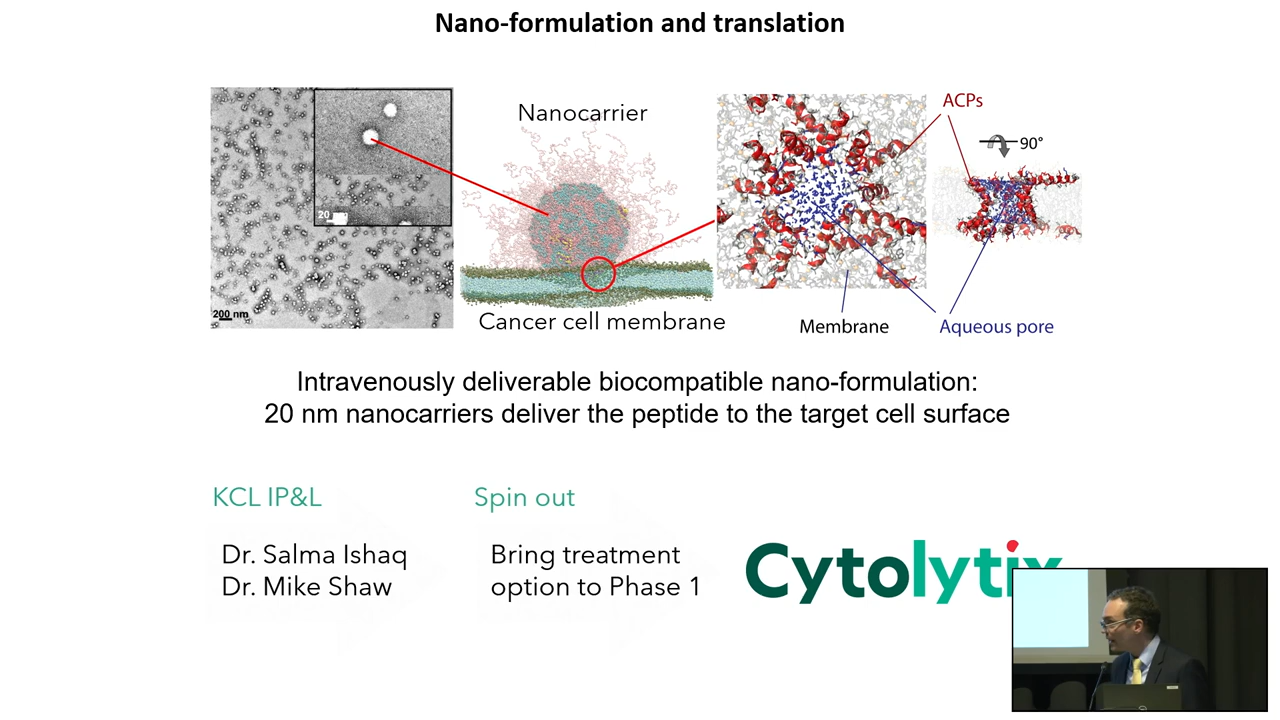 Nano-formulation and translation
Nanocarrier
ACPs
90°
20
200 nm
Cancer cell membrane
Membrane
Aqueous pore
Intravenously deliverable biocompatible nano-formulation:
20 nm nanocarriers deliver the peptide to the target cell surface
KCL IP&L
Spin out
Dr. Salma Ishaq
Dr. Mike Shaw
Bring treatment
option to Phase 1
Cytolytix